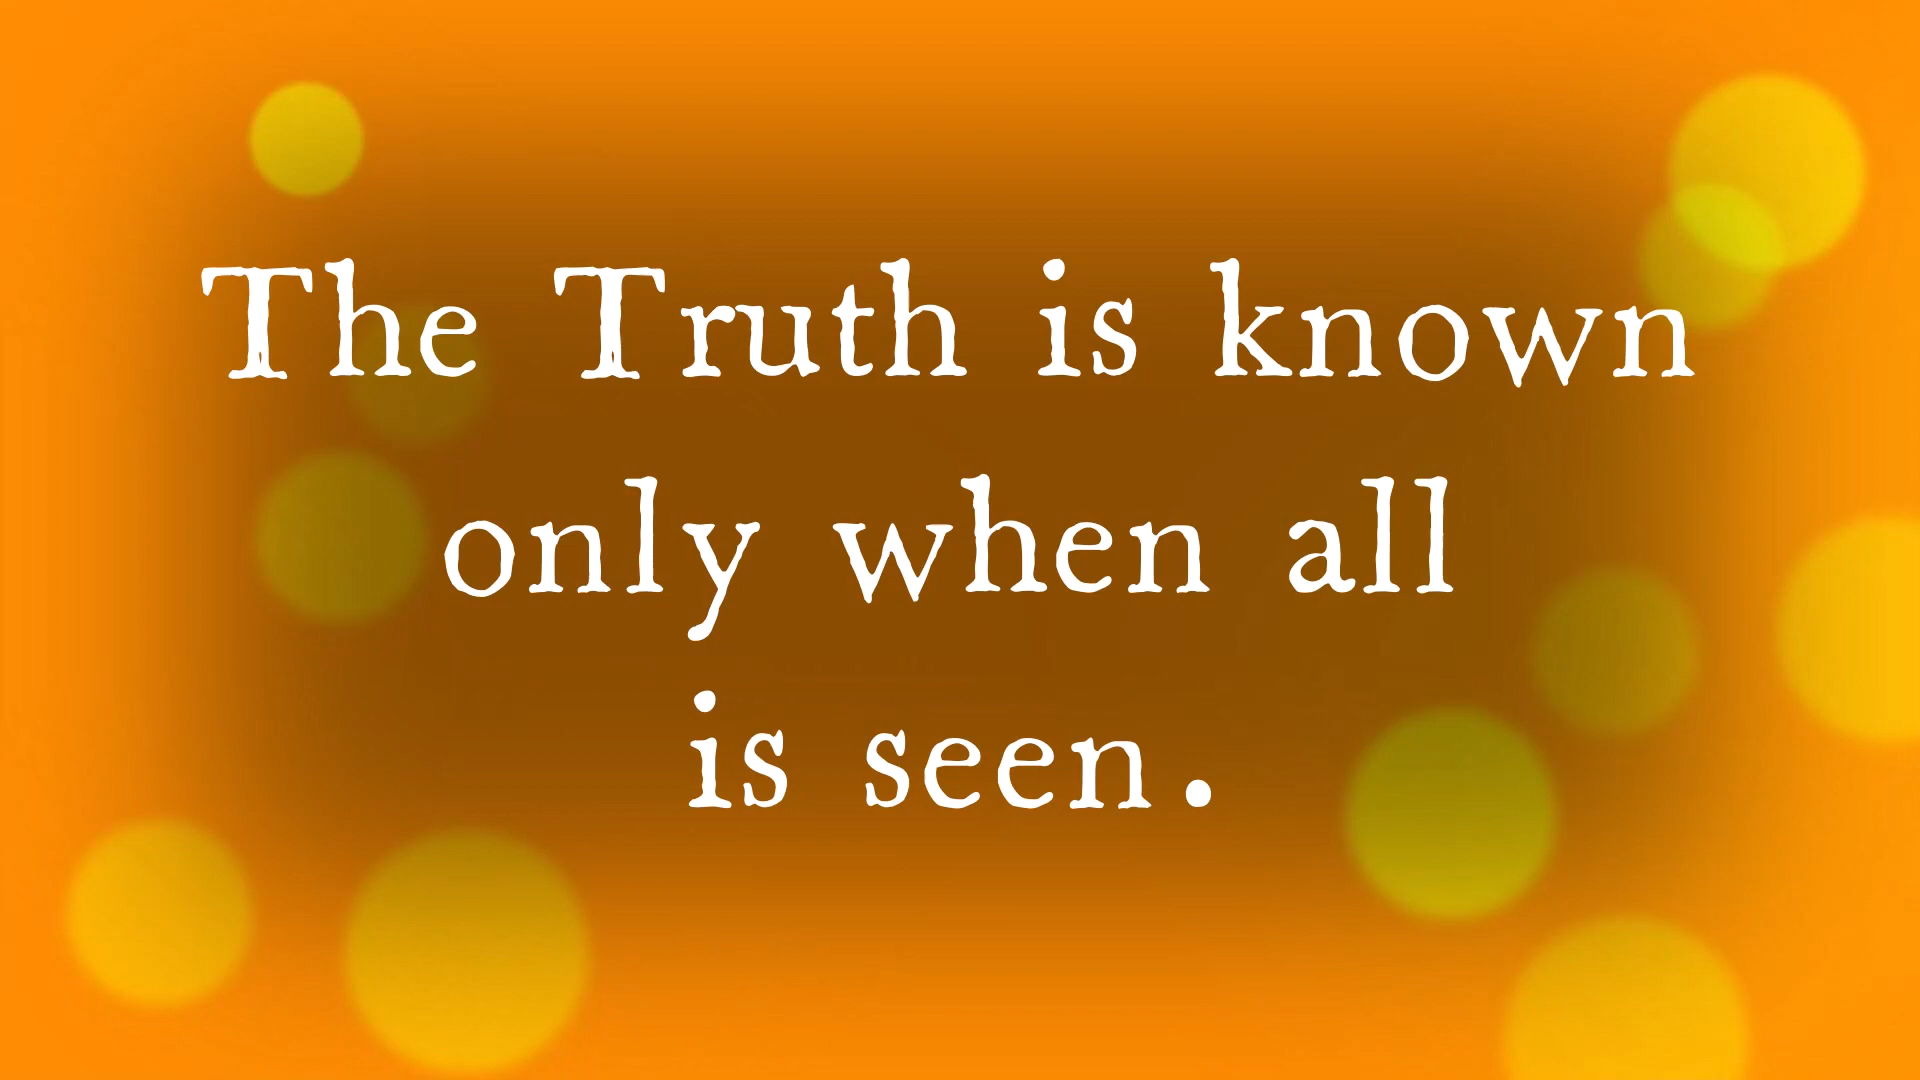 The Truth is known
only when all
is seen.